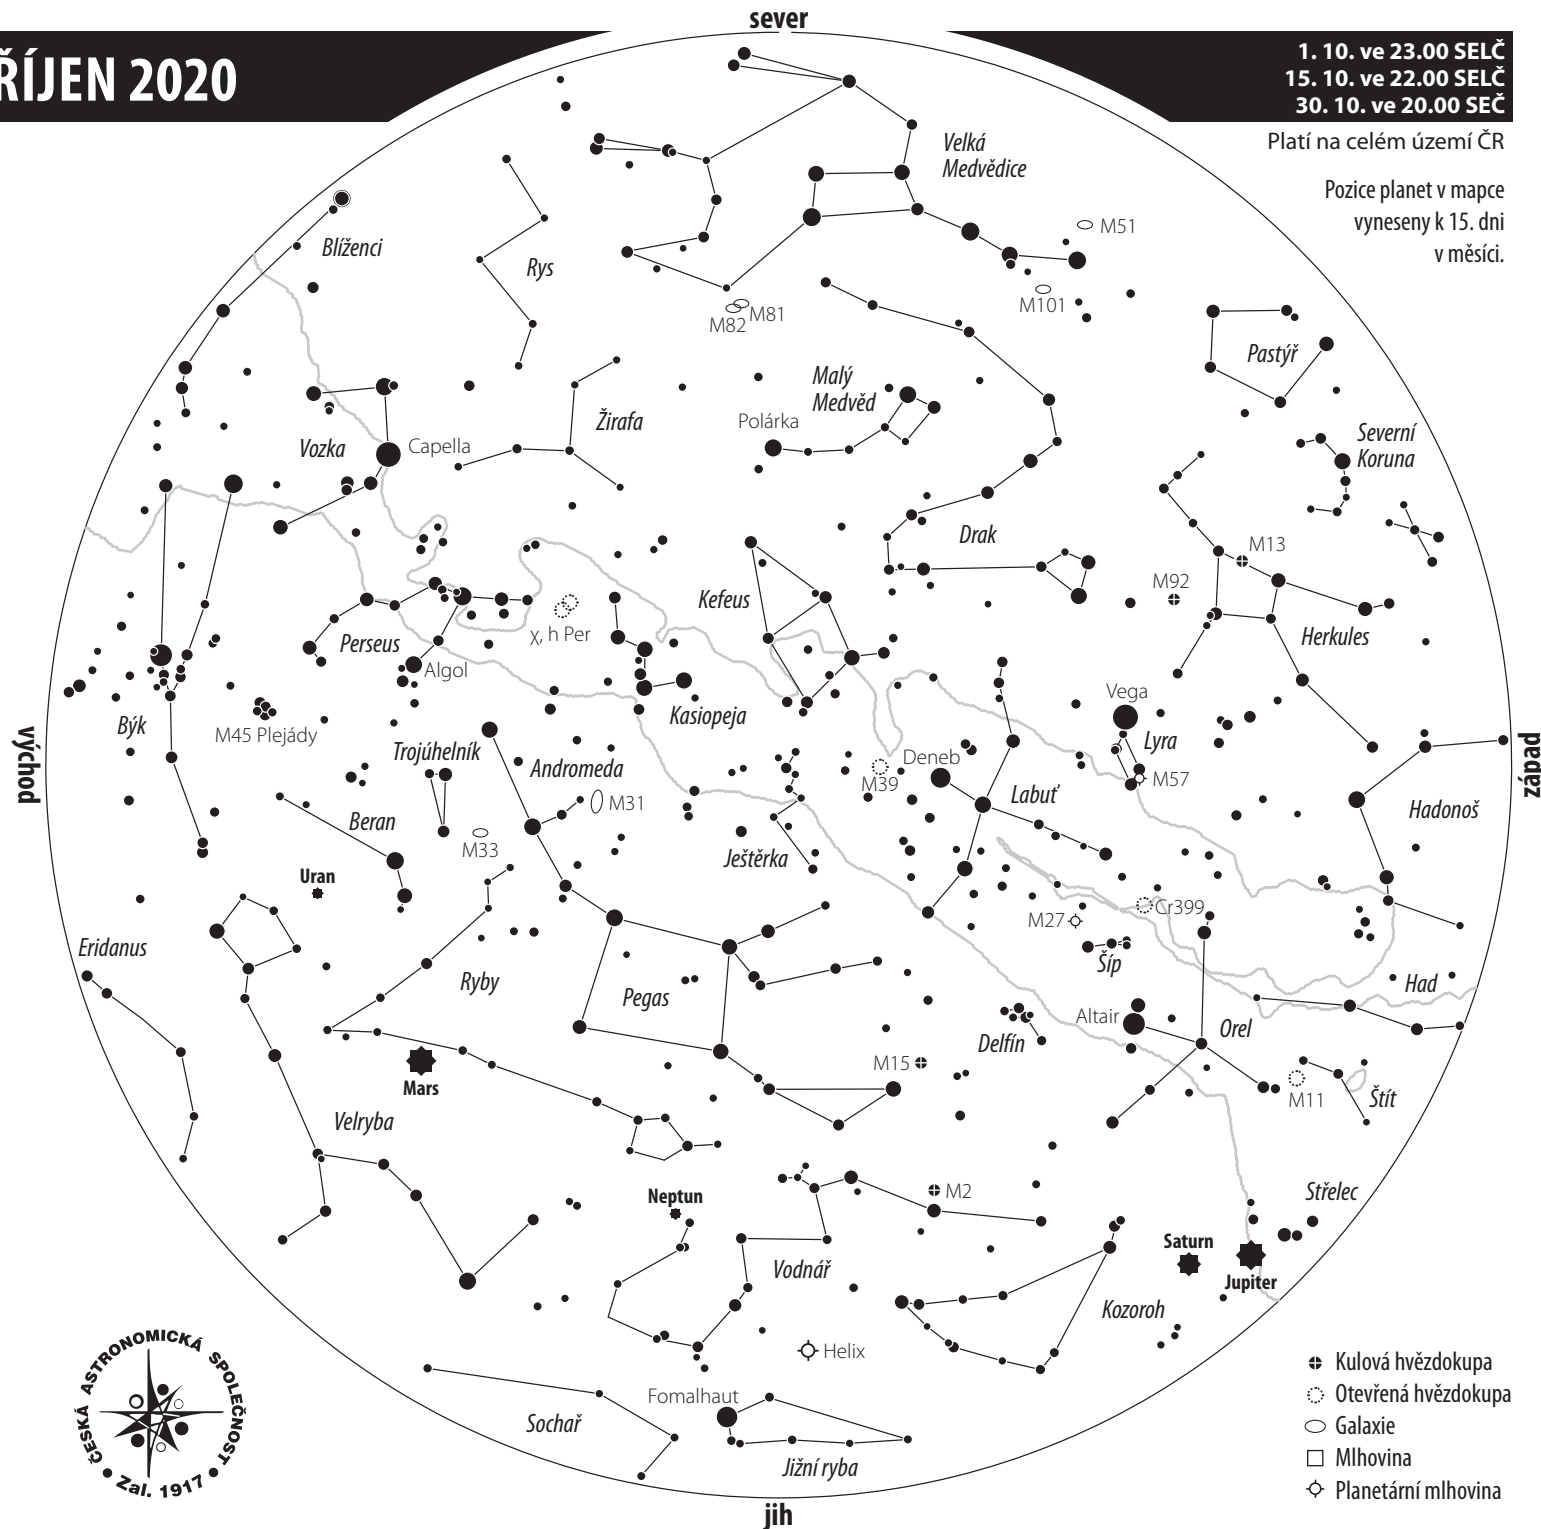 sever
ŘÍJEN 2020
1. 10. ve 23.00 SELČ
15. 10. ve 22.00 SELČ
30. 10. ve 20.00 SEČ
Platí na celém území ČR
Pozice planet v mapce
vyneseny k 15. dni
v měsíci.
Velká
Medvědice
M51
Blíženci
Rys
M101
M82
M81
Pastýř
Malý
Medvěd
Žirafa
Polárka
Vozka
Capella
Severní
Koruna
Drak
M13
M92
Kefeus
χ, h Per
Perseus
Herkules
Algol
Vega
Kasiopeja
Býk
M45 Plejády
Lyra
východ
západ
Trojúhelník
Andromeda
Deneb
M57
M39
Labuť
M31
Hadonoš
Beran
M33
Ještěrka
Uran
M27
Cr399
Eridanus
Šíp
Ryby
Pegas
Had
Altair
Orel
Delfín
M15
Mars
M11
Štít
Velryba
M2
Neptun
Střelec
Saturn
Vodnář
Jupiter
Kozoroh
Helix
Fomalhaut
Sochař
Jižní ryba
jih
Kulová hvězdokupa
Otevřená hvězdokupa
Galaxie
Mlhovina
Planetární mlhovina
ČESKÁ ASTRONOMICKÁ SPOLEČNOST
Zal. 1917